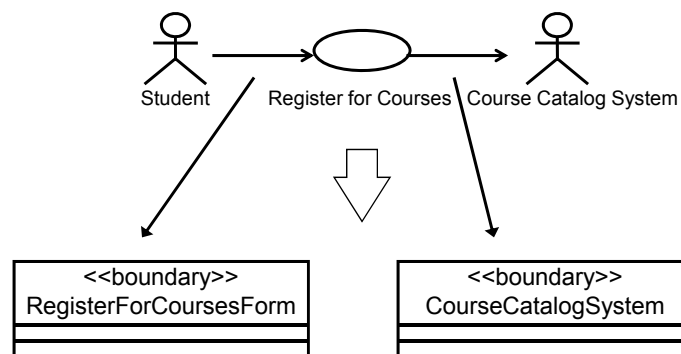 Student
Register for Courses
Course Catalog System
<<boundary>>
RegisterForCoursesForm
<<boundary>>
CourseCatalogSystem